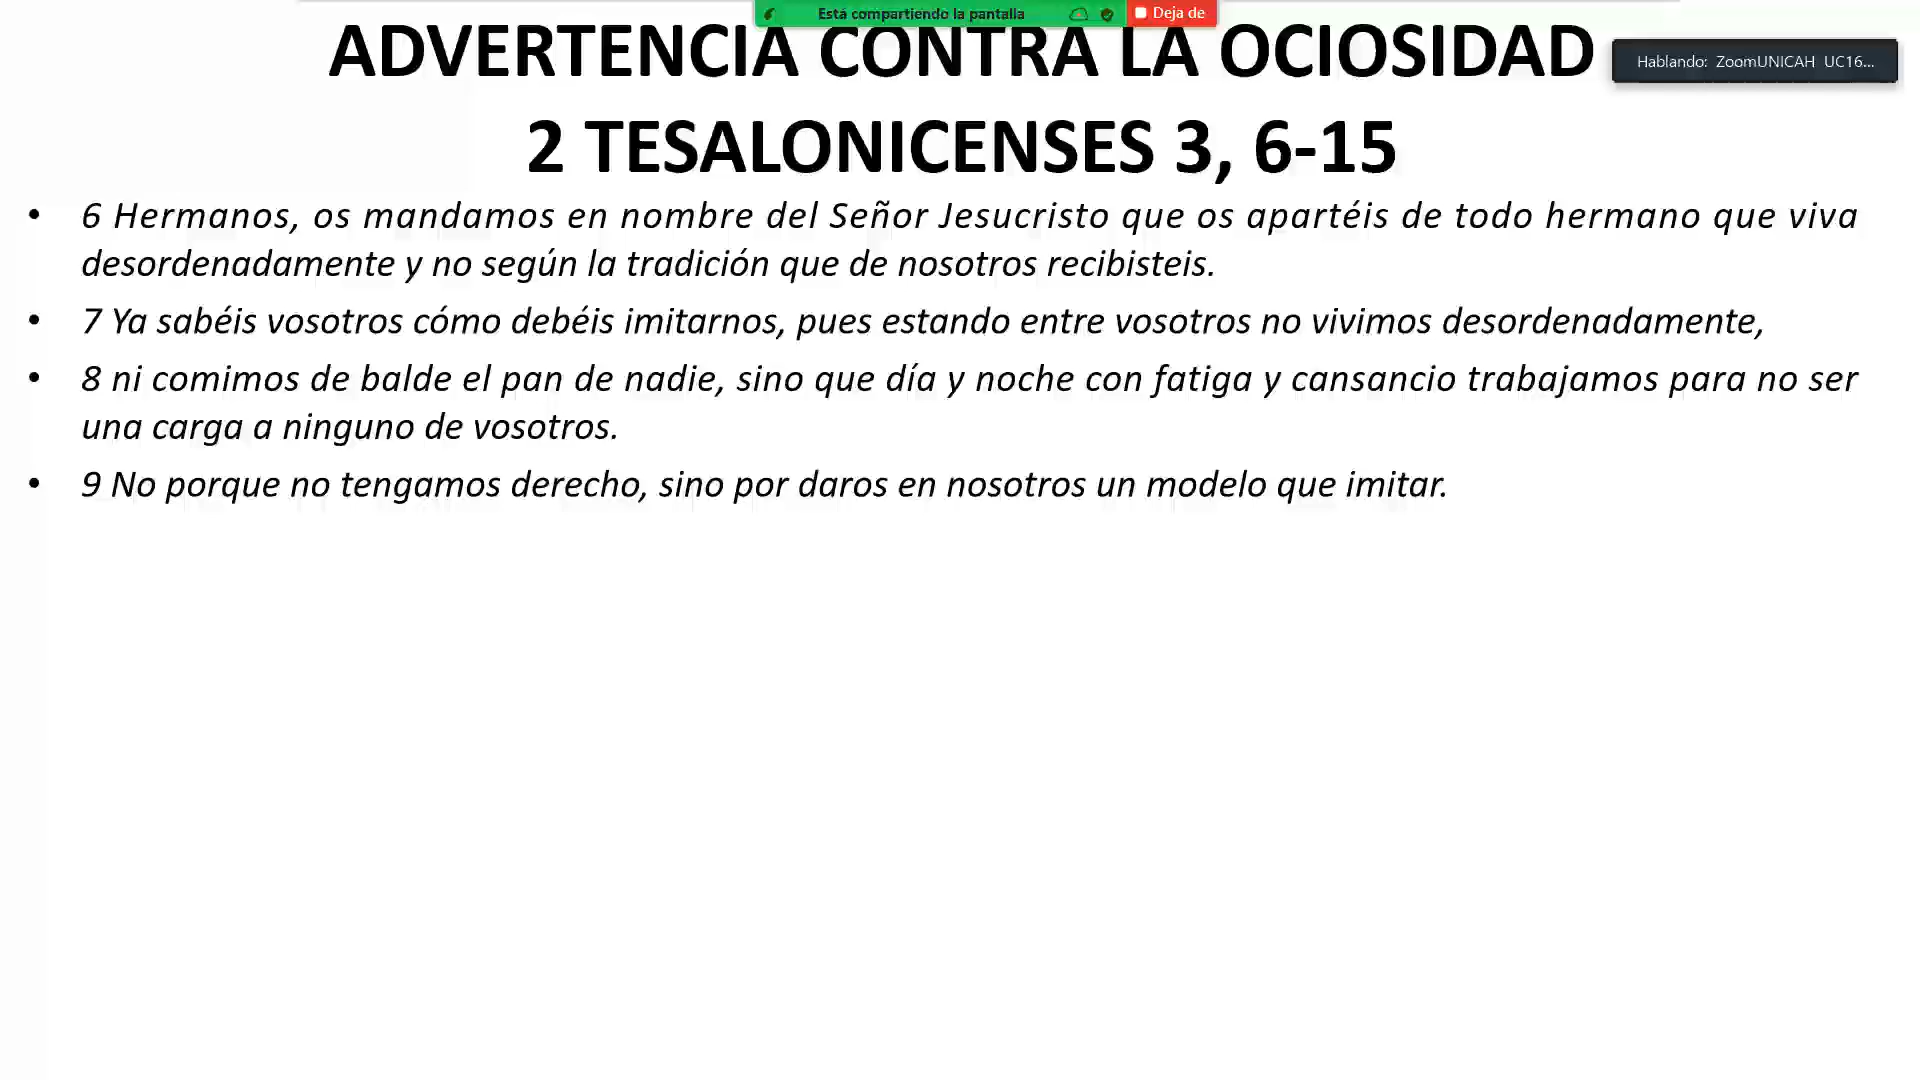 Está compartiendo la pantalla
Deja de
ADVERTENCIA CONTRA LA OCIOSIDAD
Hablando: ZoomUNICAH UC16...
2 TESALONICENSES 3, 6-15
• 6 Hermanos, os mandamos en nombre del Señor Jesucristo que os apartéis de todo hermano que viva
desordenadamente y no según la tradición que de nosotros recibisteis.
• 7 Ya sabéis vosotros cómo debéis imitarnos, pues estando entre vosotros no vivimos desordenadamente,
• 8 ni comimos de balde el pan de nadie, sino que día y noche con fatiga y cansancio trabajamos para no ser
una carga a ninguno de vosotros.
• 9 No porque no tengamos derecho, sino por daros en nosotros un modelo que imitar.